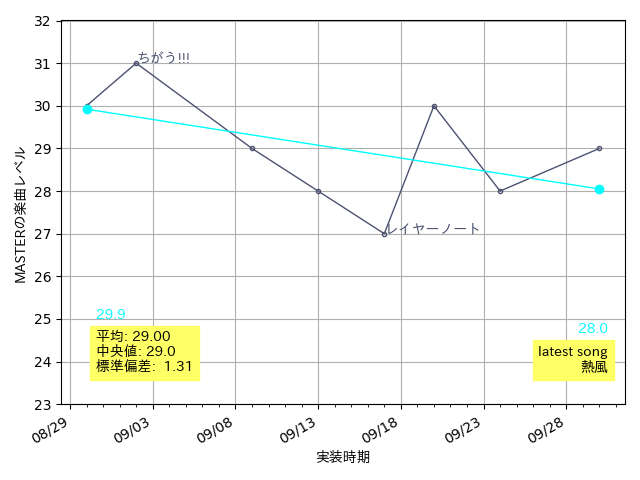 32
31
30
29
28
27
26
25
24
23
MASTERの楽曲レベル
ちがう!!!
レイヤーノート
29.9
平均: 29.00
中央値: 29.0
標準偏差: 1.31
28.0
latest song
熱風
08/29
09/03
09/08
09/13
09/18
09/23
09/28
実装時期